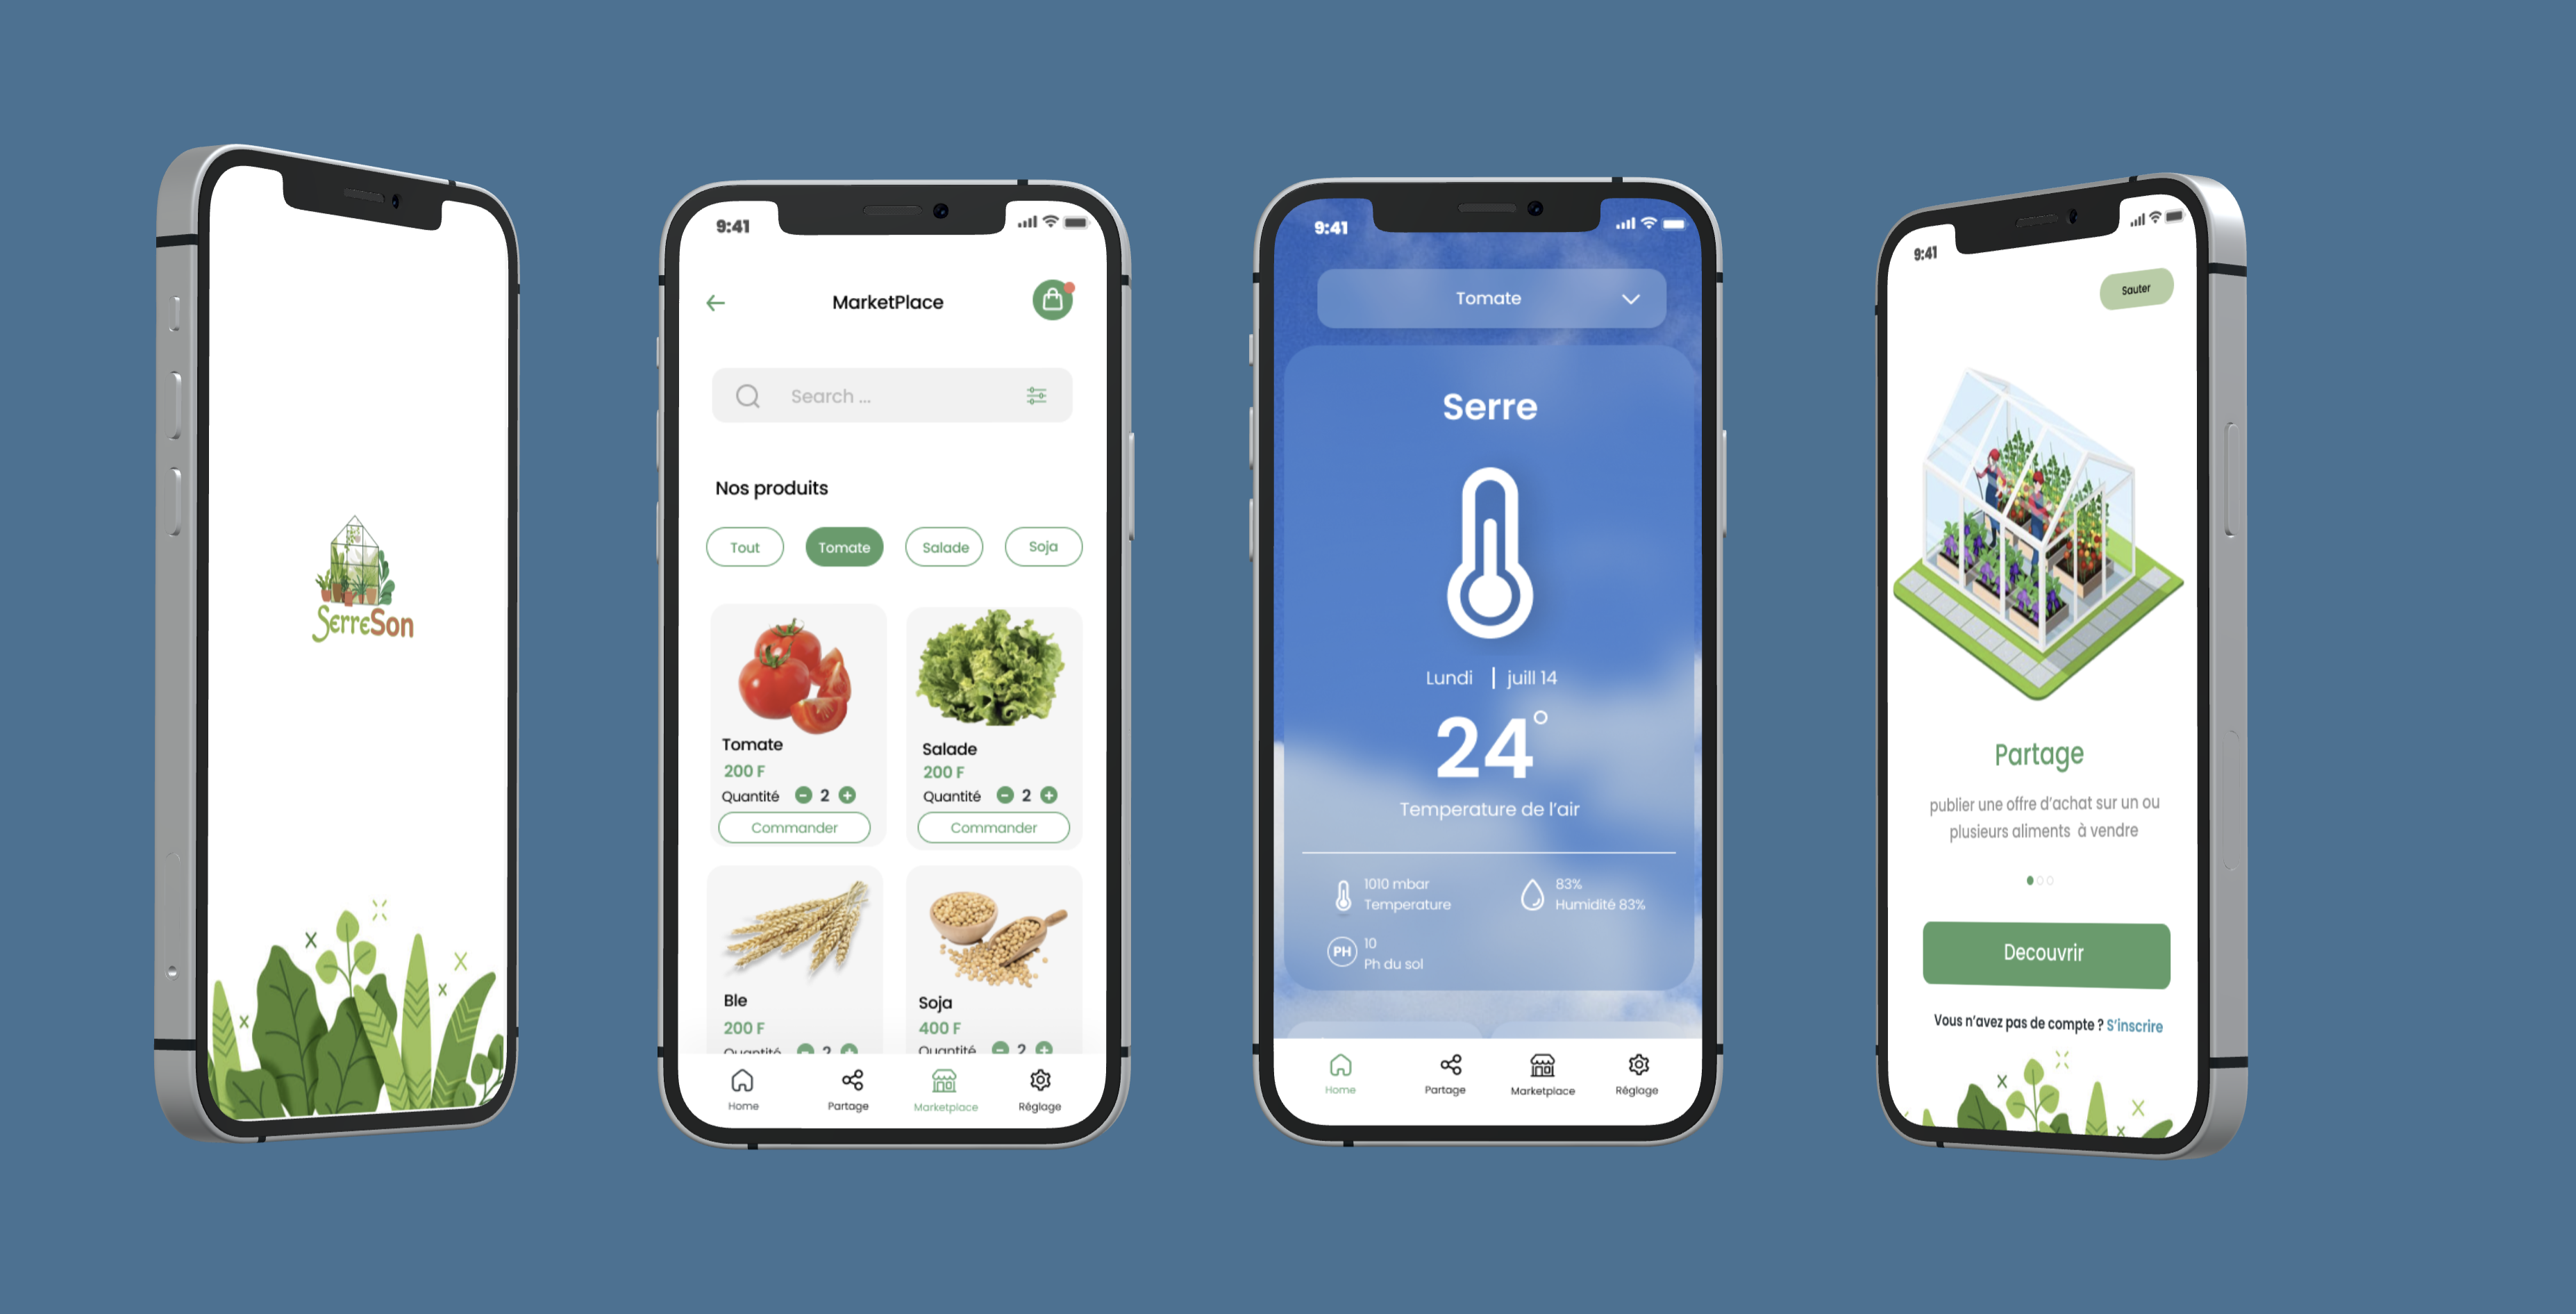 SerreSon
9:41
MarketPlace
Search ...
Nos produits
Tout
Tomate
Salade
Soja
Tomate
200 F
Quantité
2
Commander
Salade
200 F
Quantité
2
Commander
Ble
200 F
Quantité
2
Soja
400 F
Quantité
2
Home
Partage
Marketplace
Réglage
9:41
Tomate
Serre
Lundi | juill 14
24°
Temperature de l'air
1010 mbar
Temperature
83%
Humidité 83%
PH
10
Ph du sol
Home
Partage
Marketplace
Réglage
9:41
Sauter
Partage
publier une offre d'achat sur un ou
plusieurs aliments à vendre
Decouvrir
Vous n'avez pas de compte ? S'inscrire